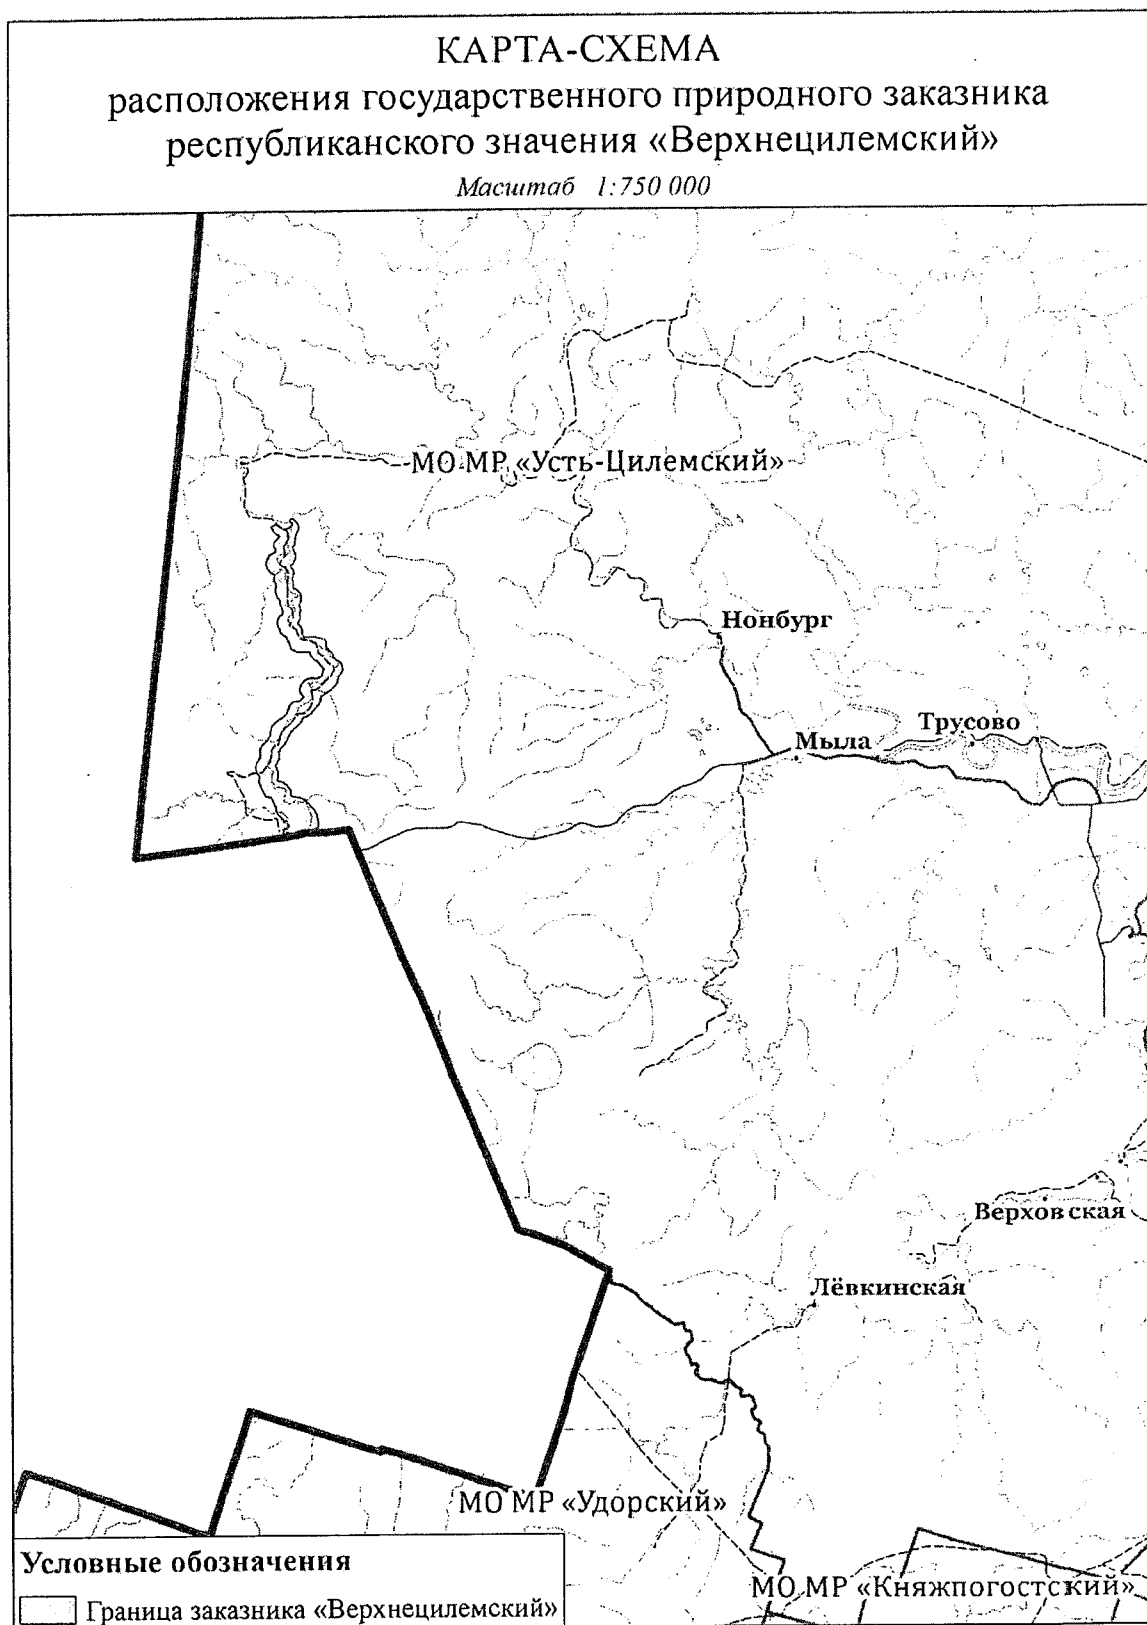 КАРТА-СХЕМА
расположения государственного природного заказника
республиканского значения «Верхнецилемский»
Масштаб 1:750 000
МО МР «Усть-Цилемский»
Нонбург
Трусово
Мыла
Верховская
Лёвкинская
МО МР «Удорский»
МО МР «Княжпогостский»
Условные обозначения
Граница заказника «Верхнецилемский»